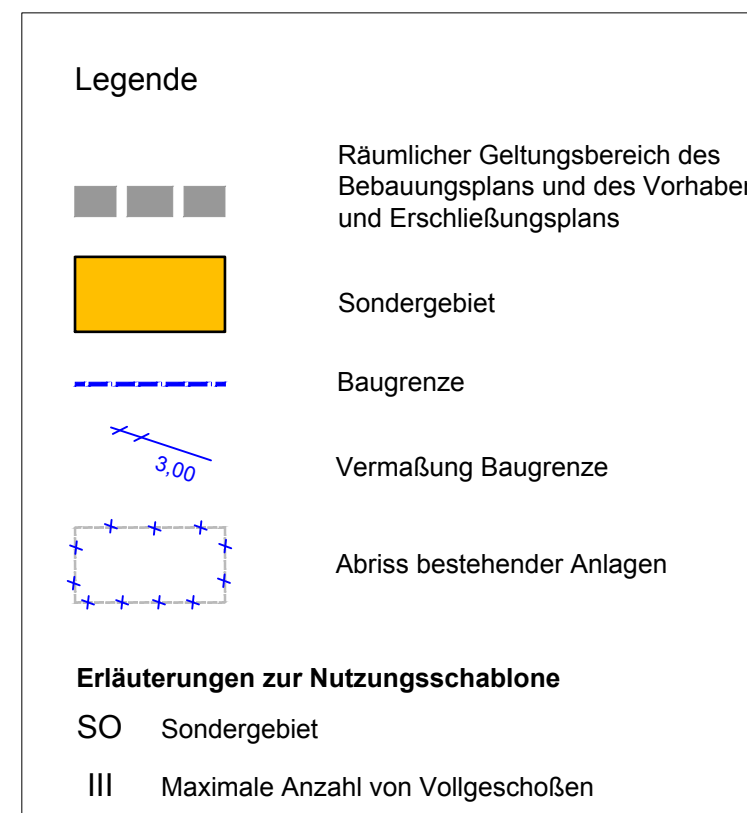 Legende
Räumlicher Geltungsbereich des
Bebauungsplans und des
und Erschließungsplans
Sondergebiet
Baugrenze
3,00
Vermaßung Baugrenze
Abriss bestehender Anlagen
Erläuterungen zur Nutzungsschablone
SO Sondergebiet
III Maximale Anzahl von Vollgeschoßen